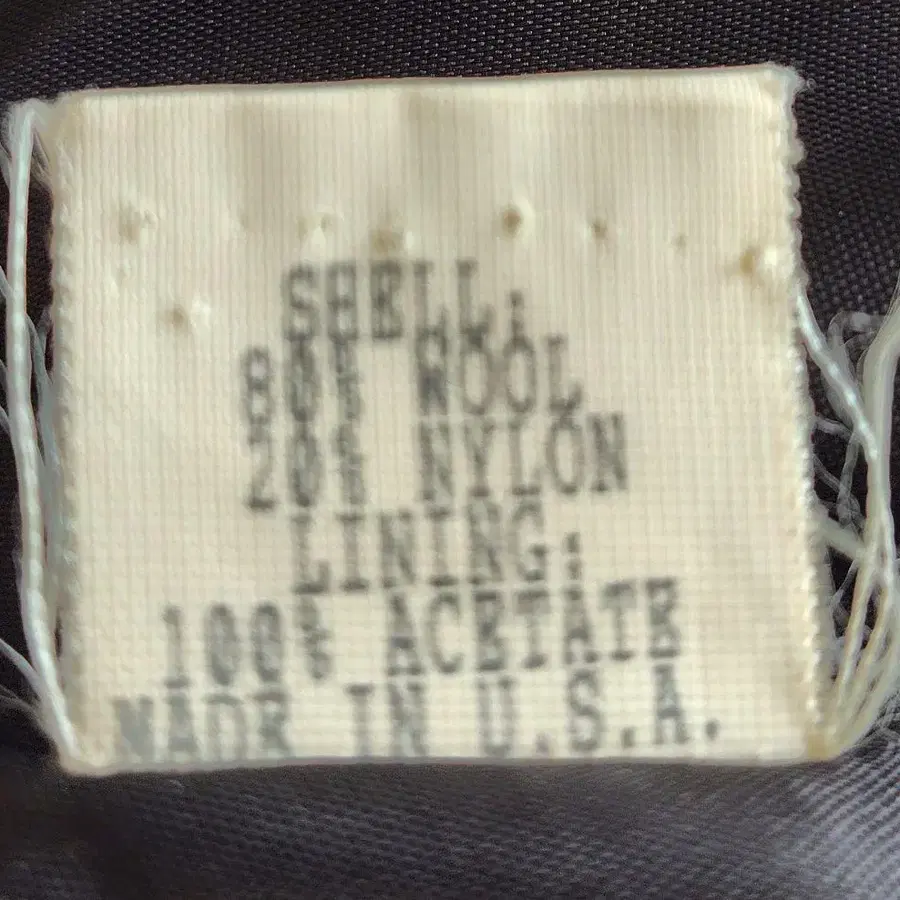 SHELL:
80% WOOL
20% NYLON
LINING:
100% ACETATE
MADE IN U.S.A.